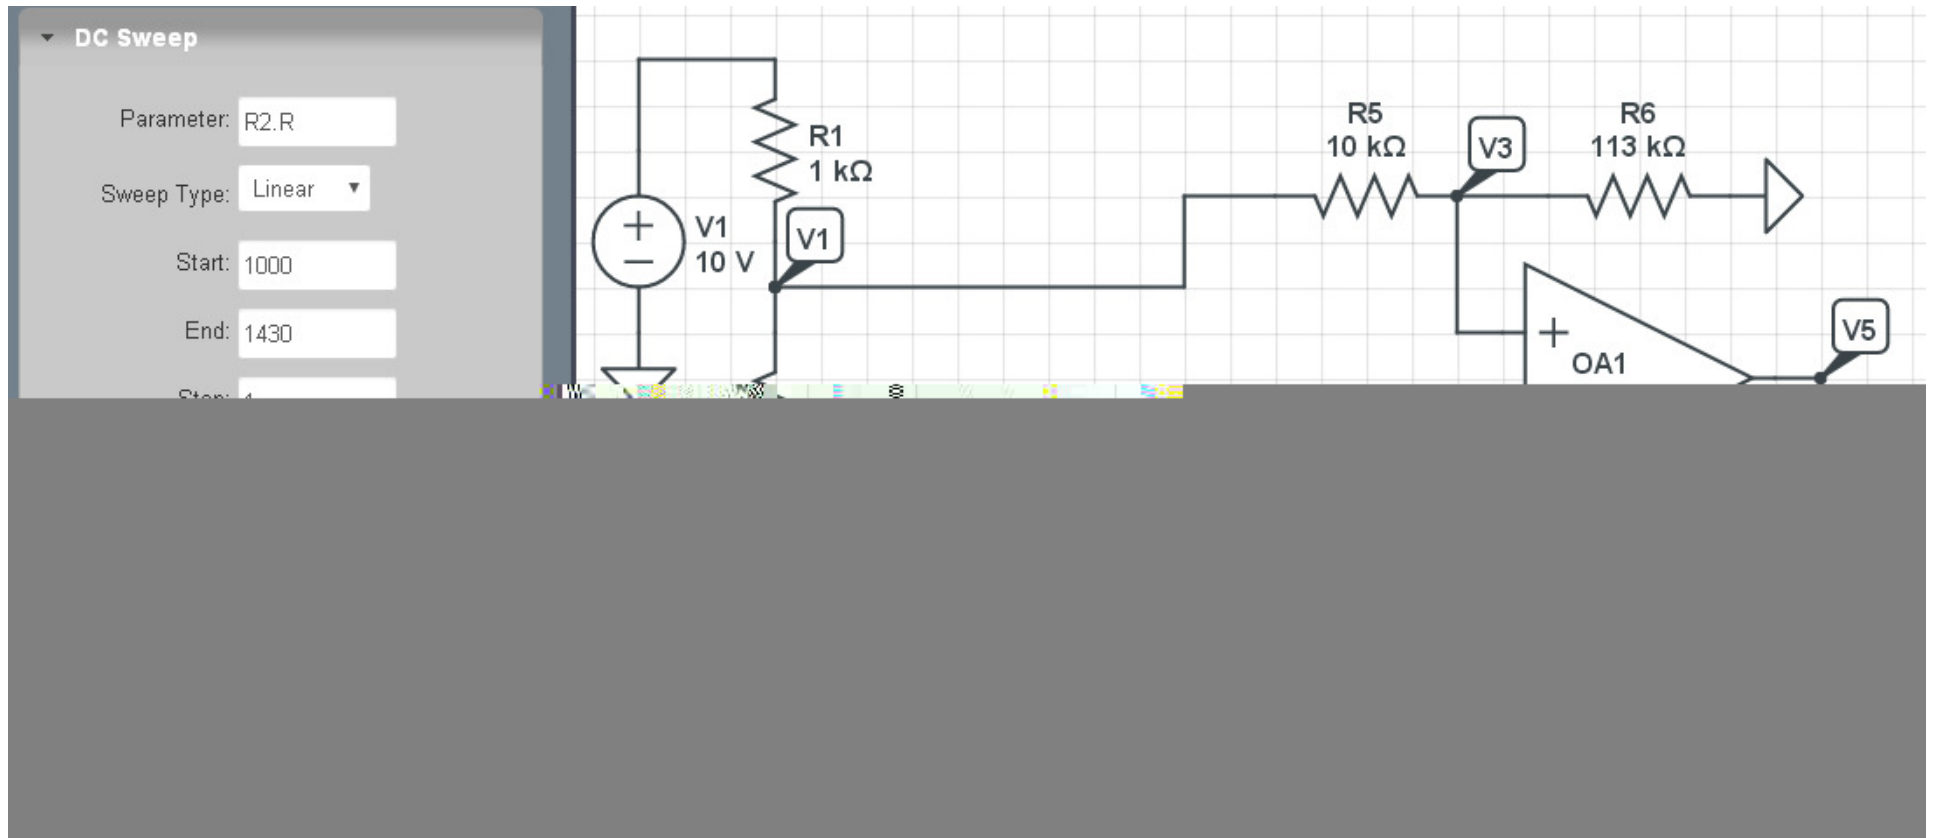 DC Sweep
Parameter: R2.R
Sweep Type: Linear
Start: 1000
End: 1430
R1
1 kΩ
V1
10 V
V1
R5
10 kΩ
V3
R6
113 kΩ
OA1
V5